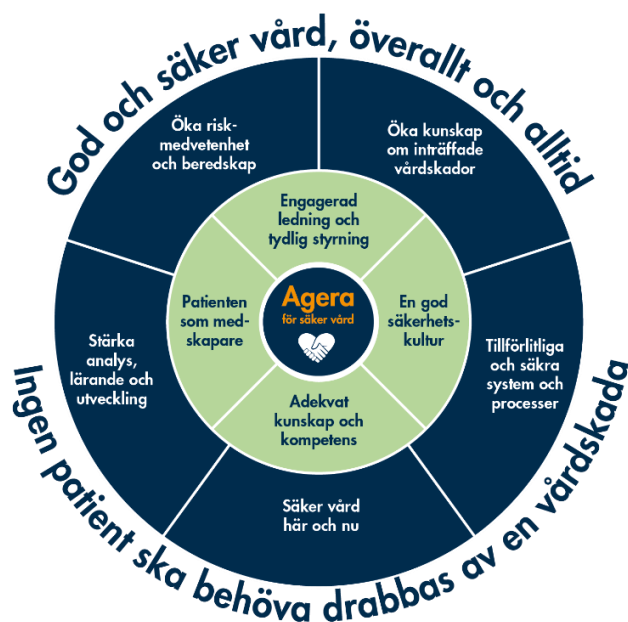 God och säker vård, överallt och alltid
Öka risk-
medvetenhet
och beredskap
Öka kunskap
om inträffade
vårdskador
Engagerad
ledning och
tydlig styrning
Patienten
som med-
skapare
Agera
för säker vård
En god
säkerhets-
kultur
Stärka
analys,
lärande och
utveckling
Tillförlitliga
och säkra
system och
processer
Adekvat
kunskap och
kompetens
Säker vård
här och nu
Ingen patient ska behöva drabbas av en vårdskada